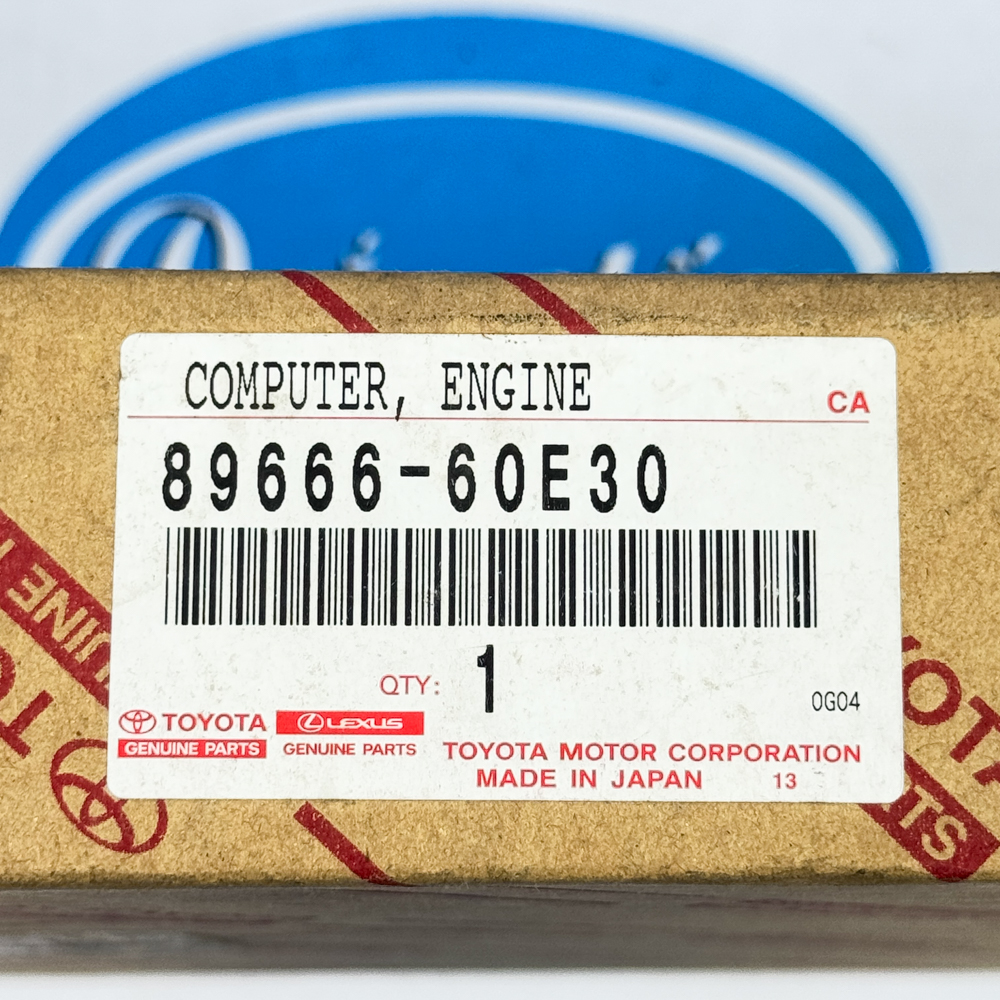 COMPUTER, ENGINE
CA
89666-60E30
QTY: 1
0G04
TOYOTA
GENUINE PARTS
LEXUS
GENUINE PARTS
TOYOTA MOTOR CORPORATION
MADE IN JAPAN 13